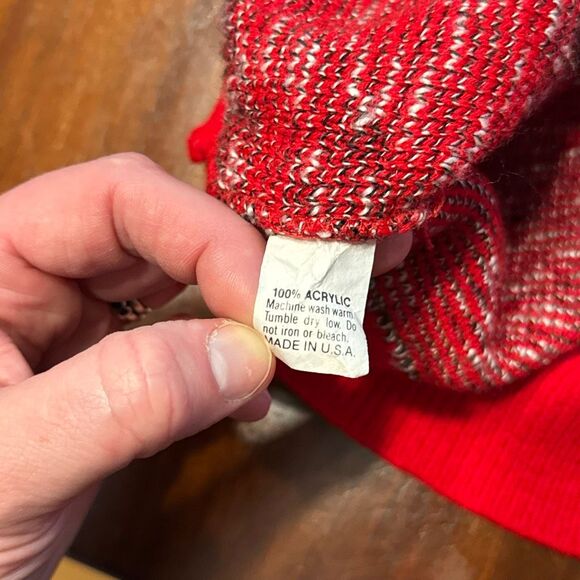 100% ACRYLIC
Machine wash warm.
Tumble dry low. Do
not iron or bleach.
MADE IN U.S.A.